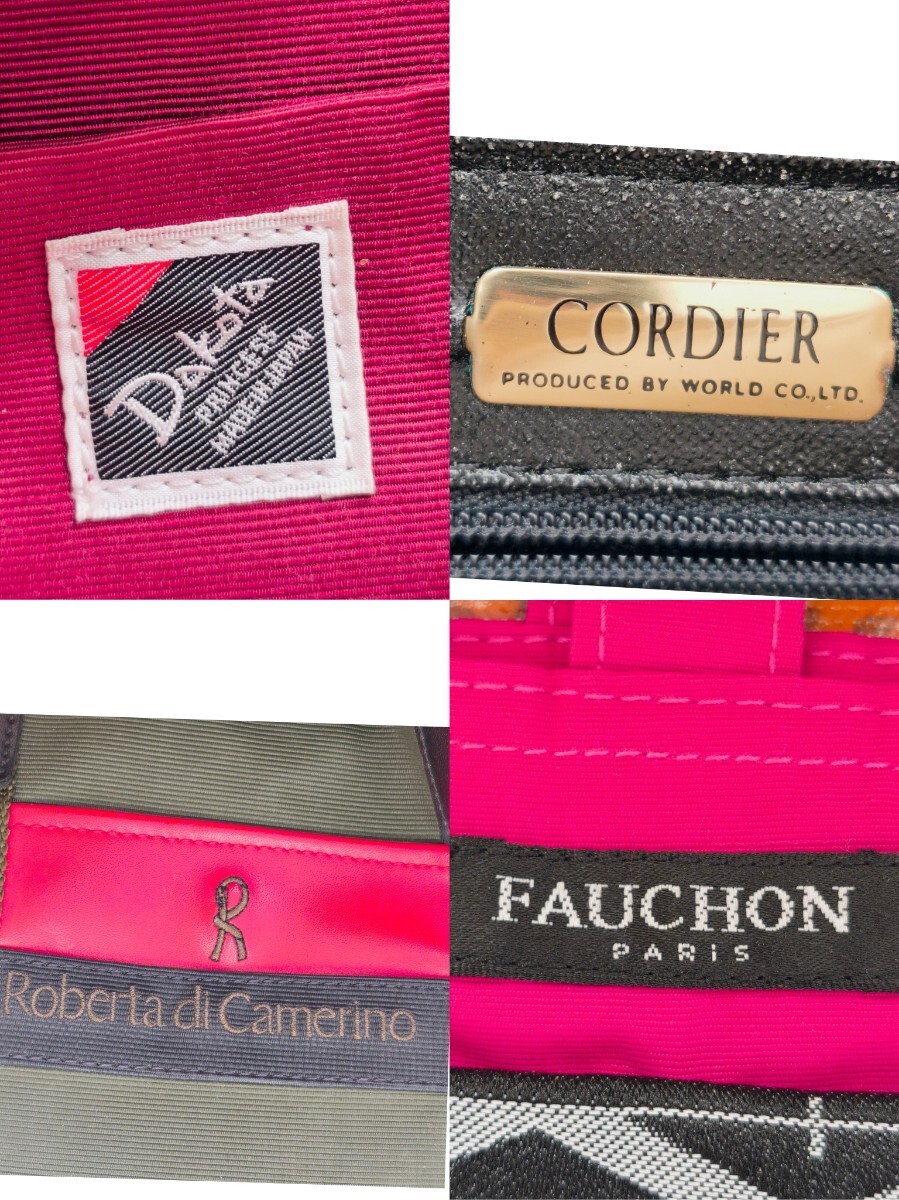 Dakota
PRINCESS
MADE IN JAPAN
CORDIER
PRODUCED BY WORLD CO.,LTD.
R
Roberta di Camerino
FAUCHON
PARIS